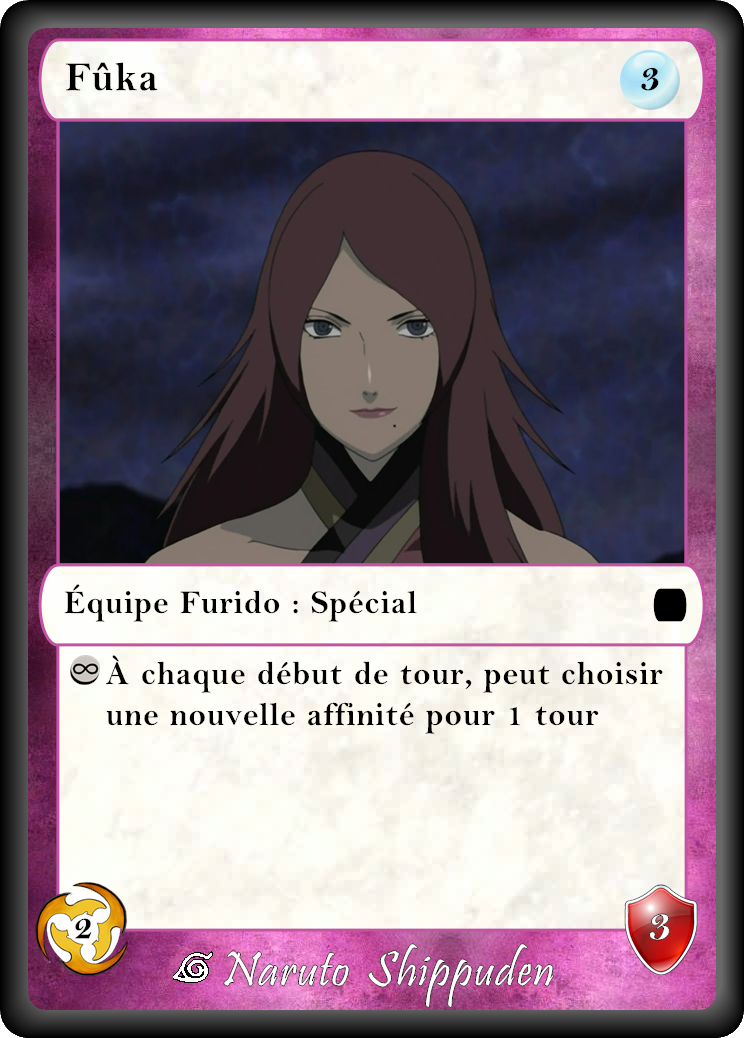 Fûka 3
Équipe Furido : Spécial
∞ À chaque début de tour, peut choisir
une nouvelle affinité pour 1 tour
2 3
Naruto Shippuden